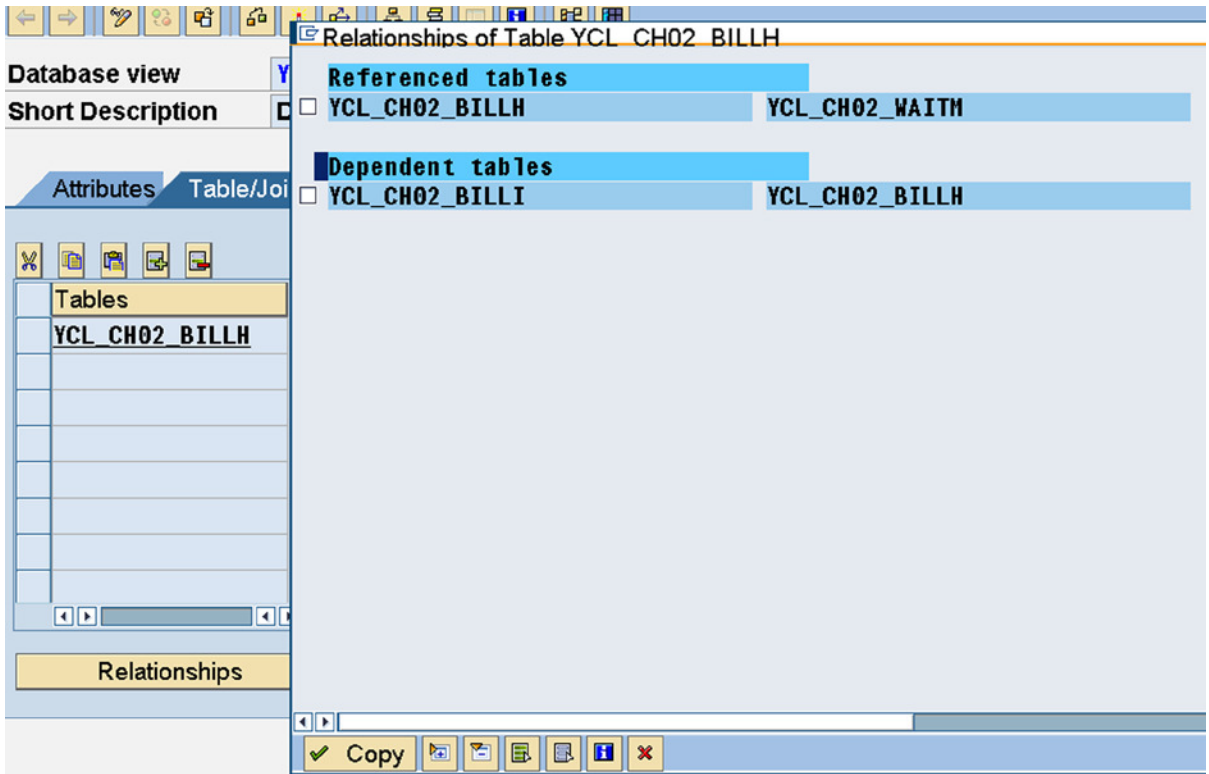 Relationships of Table YCL_CH02_BILLH
Database view Y
Short Description D
Attributes Table/Joi
Tables
YCL_CH02_BILLH
Relationships
Referenced tables
YCL_CH02_BILLH YCL_CH02_WAITM
Dependent tables
YCL_CH02_BILLI YCL_CH02_BILLH
Copy